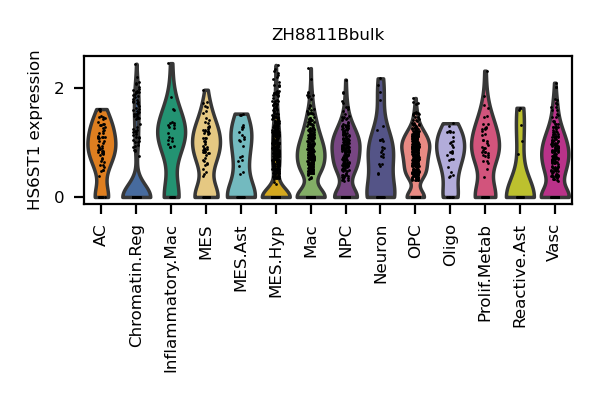 ZH8811Bbulk
HS6ST1 expression
2
0
AC
Chromatin.Reg
Inflammatory.Mac
MES
MES.Ast
MES.Hyp
Mac
NPC
Neuron
OPC
Oligo
Prolif.Metab
Reactive.Ast
Vasc